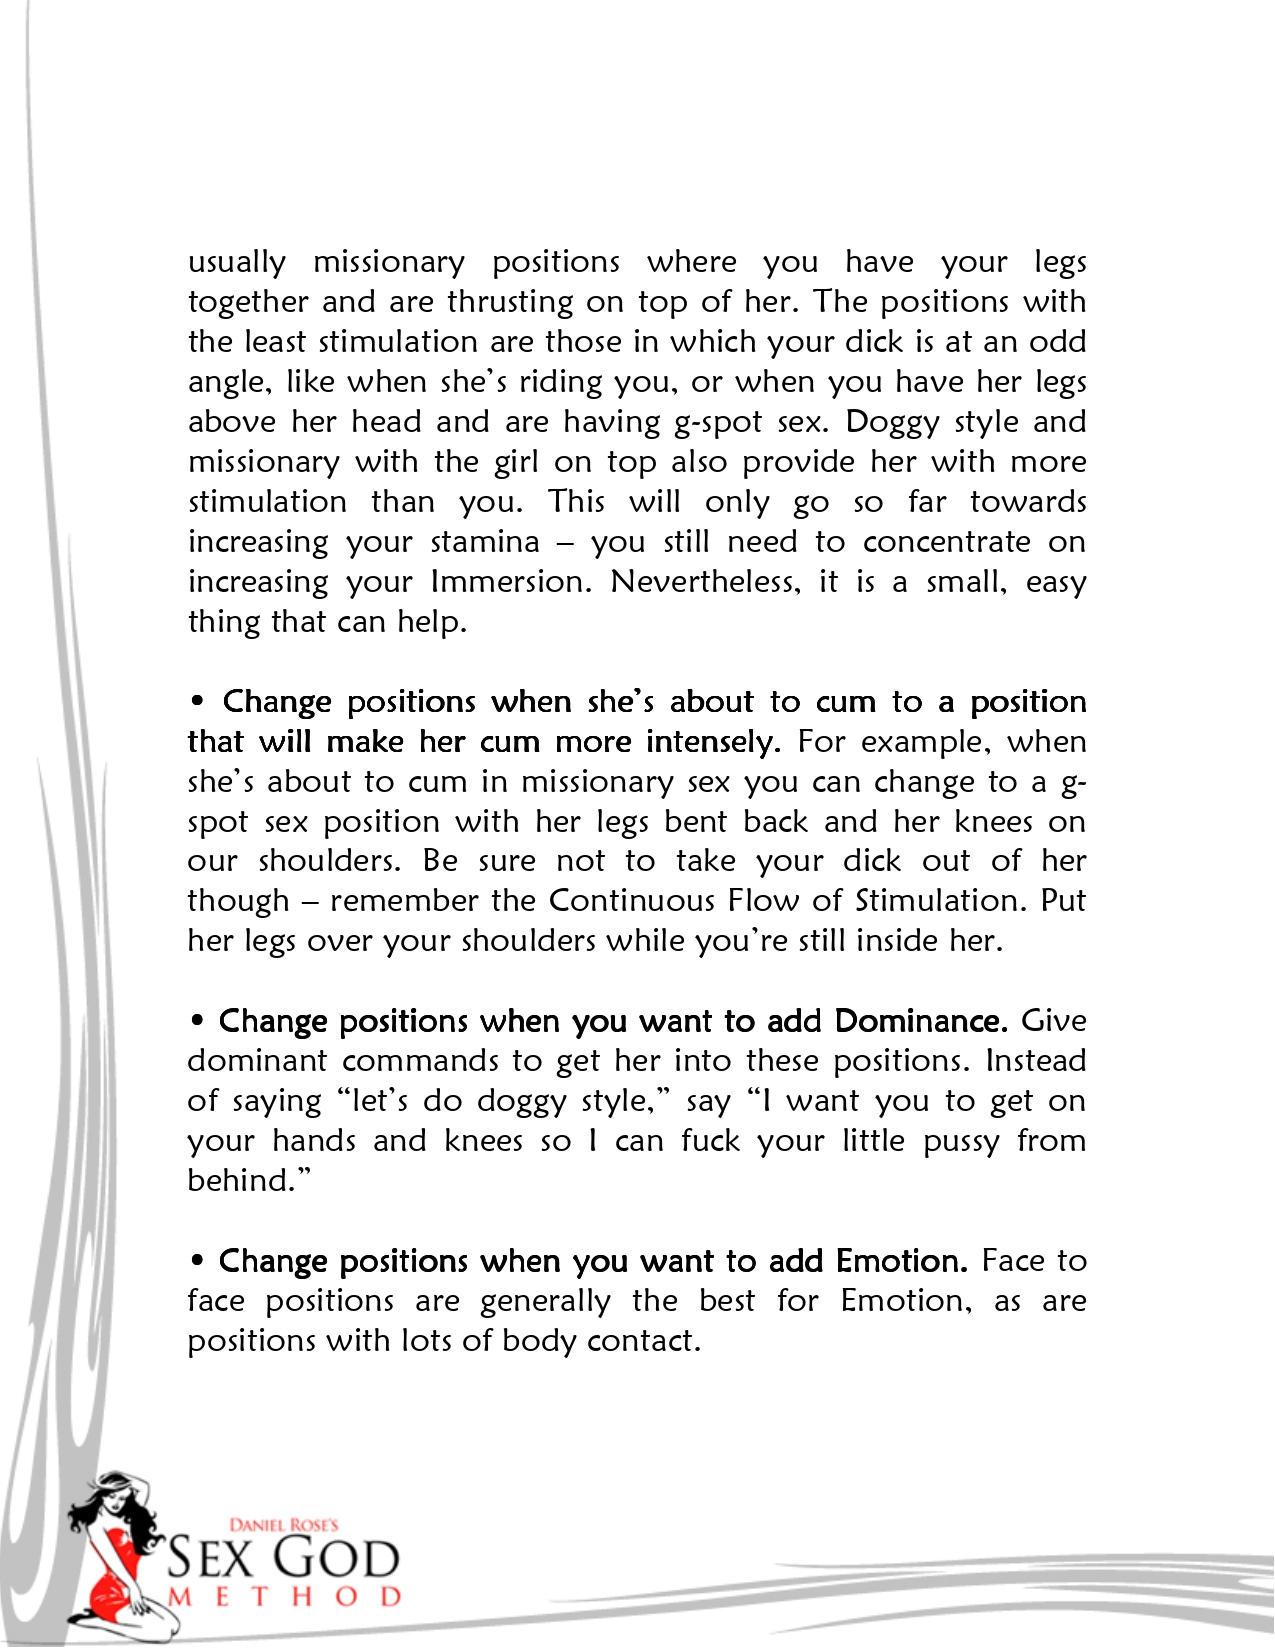 usually missionary positions where you have your legs
together and are thrusting on top of her. The positions with
the least stimulation are those in which your dick is at an odd
angle, like when she’s riding you, or when you have her legs
above her head and are having g-spot sex. Doggy style and
missionary with the girl on top also provide her with more
stimulation than you. This will only go so far towards
increasing your stamina – you still need to concentrate on
increasing your Immersion. Nevertheless, it is a small, easy
thing that can help.
• Change positions when she’s about to cum to a position
that will make her cum more intensely. For example, when
she’s about to cum in missionary sex you can change to a g-
spot sex position with her legs bent back and her knees on
our shoulders. Be sure not to take your dick out of her
though – remember the Continuous Flow of Stimulation. Put
her legs over your shoulders while you’re still inside her.
• Change positions when you want to add Dominance. Give
dominant commands to get her into these positions. Instead
of saying “let’s do doggy style,” say “I want you to get on
your hands and knees so I can fuck your little pussy from
behind.”
• Change positions when you want to add Emotion. Face to
face positions are generally the best for Emotion, as are
positions with lots of body contact.
DANIEL ROSE’S
SEX GOD
METHOD